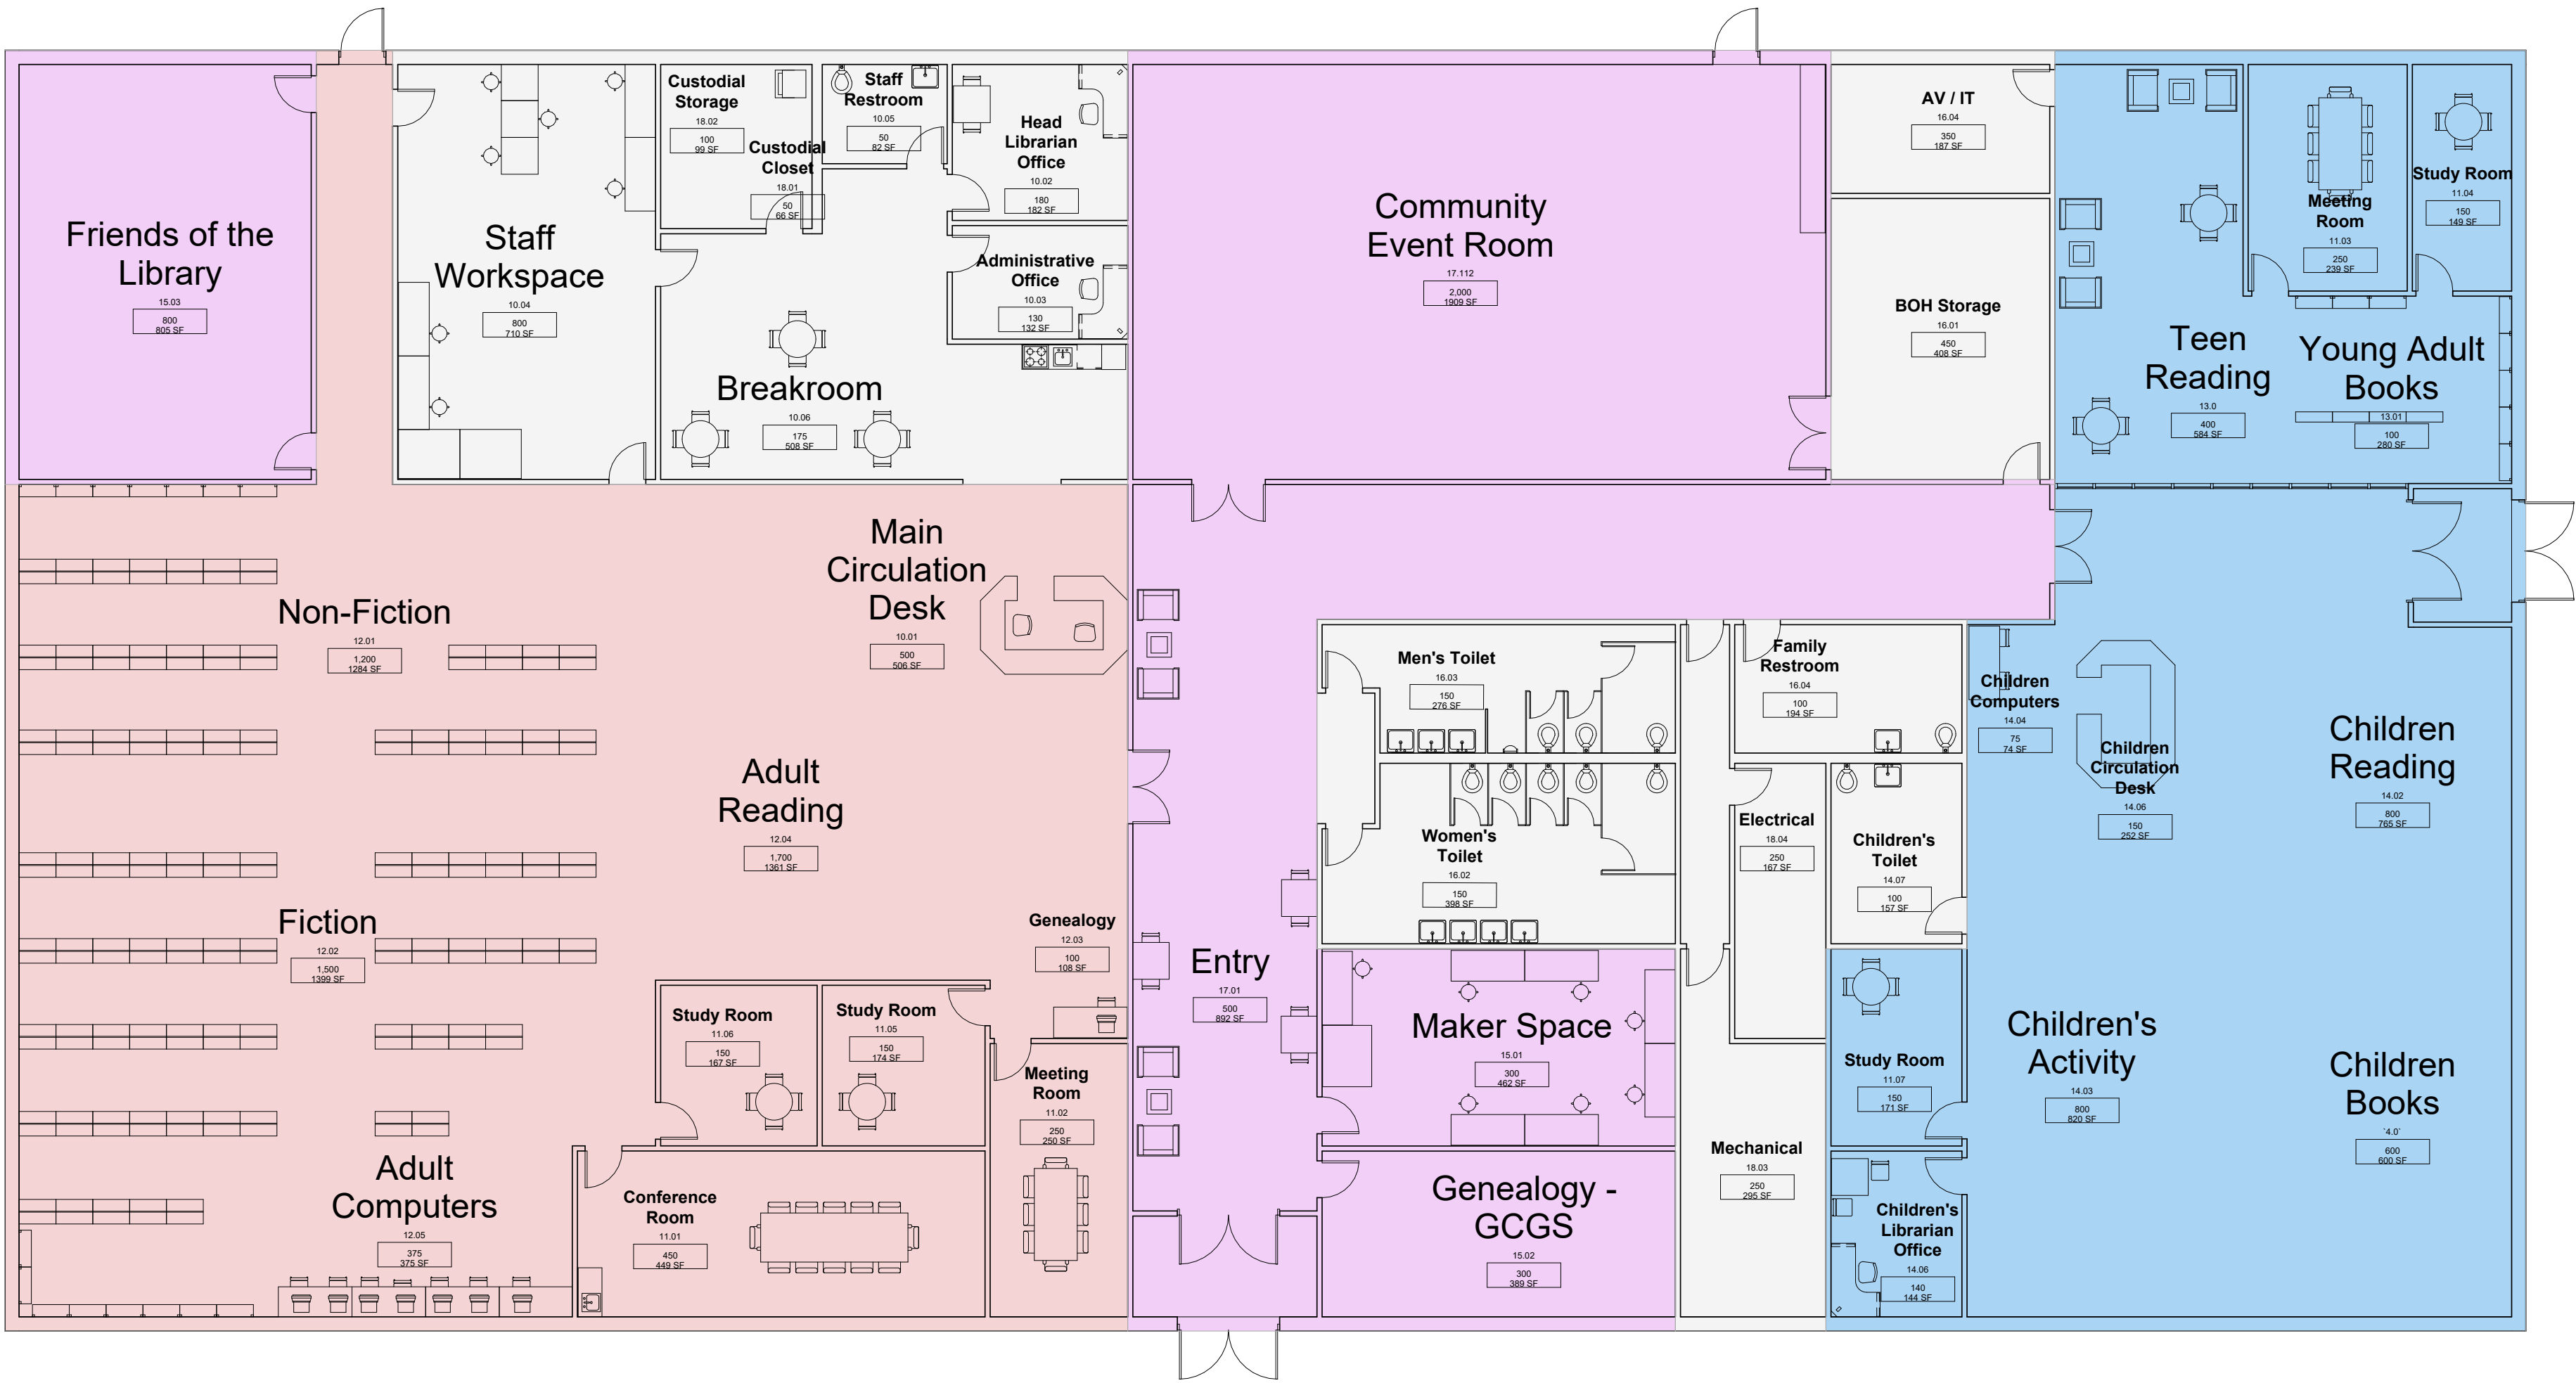 Friends of the
Library
15.03
800
805 SF
Staff
Workspace
10.04
800
710 SF
Custodial
Storage
18.02
100
99 SF
Custodial
Closet
18.01
50
66 SF
Staff
Restroom
10.05
50
82 SF
Head
Librarian
Office
10.02
180
182 SF
Administrative
Office
10.03
130
132 SF
Breakroom
10.06
175
508 SF
Community
Event Room
17.112
2,000
1909 SF
AV / IT
16.04
350
187 SF
BOH Storage
16.01
450
408 SF
Teen
Reading
13.0
400
584 SF
Meeting
Room
11.03
250
239 SF
Study Room
11.04
150
149 SF
Young Adult
Books
13.01
100
280 SF
Non-Fiction
12.01
1,200
1284 SF
Main
Circulation
Desk
10.01
500
506 SF
Adult
Reading
12.04
1,700
1361 SF
Fiction
12.02
1,500
1399 SF
Genealogy
12.03
100
108 SF
Study Room
11.06
150
167 SF
Study Room
11.05
150
174 SF
Meeting
Room
11.02
250
250 SF
Adult
Computers
12.05
375
375 SF
Conference
Room
11.01
450
449 SF
Entry
17.01
500
892 SF
Men's Toilet
16.03
150
276 SF
Women's
Toilet
16.02
150
398 SF
Family
Restroom
16.04
100
194 SF
Electrical
18.04
250
167 SF
Children's
Toilet
14.07
100
157 SF
Maker Space
15.01
300
462 SF
Genealogy -
GCGS
15.02
300
389 SF
Mechanical
18.03
250
295 SF
Study Room
11.07
150
171 SF
Children's
Librarian
Office
14.06
140
144 SF
Children
Computers
14.04
75
74 SF
Children
Circulation
Desk
14.06
150
252 SF
Children
Reading
14.02
800
765 SF
Children's
Activity
14.03
800
820 SF
Children
Books
`4.0`
600
600 SF